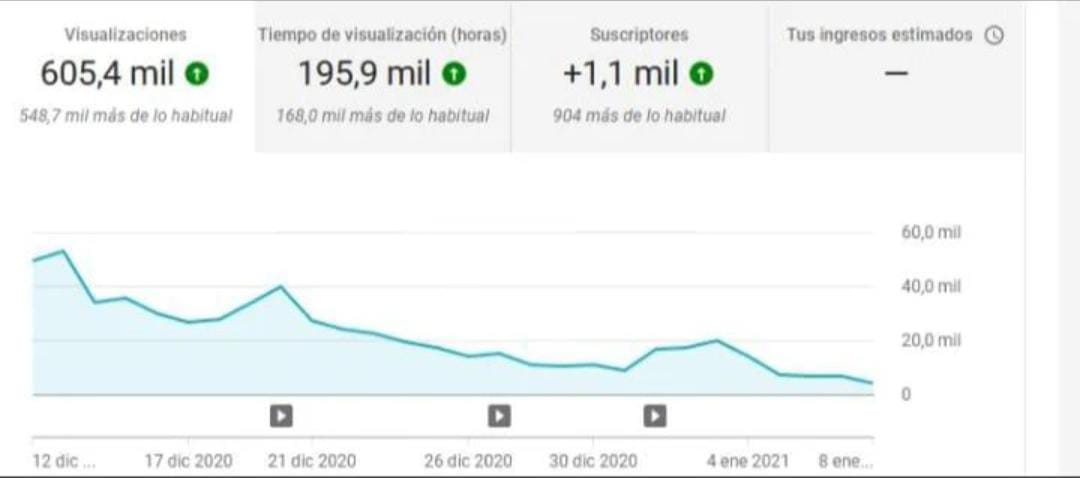 Visualizaciones
605,4 mil
548,7 mil más de lo habitual
Tiempo de visualización (horas)
195,9 mil
168,0 mil más de lo habitual
Suscriptores
+1,1 mil
904 más de lo habitual
Tus ingresos estimados
—
60,0 mil
40,0 mil
20,0 mil
0
12 dic ...
17 dic 2020
21 dic 2020
26 dic 2020
30 dic 2020
4 ene 2021
8 ene...